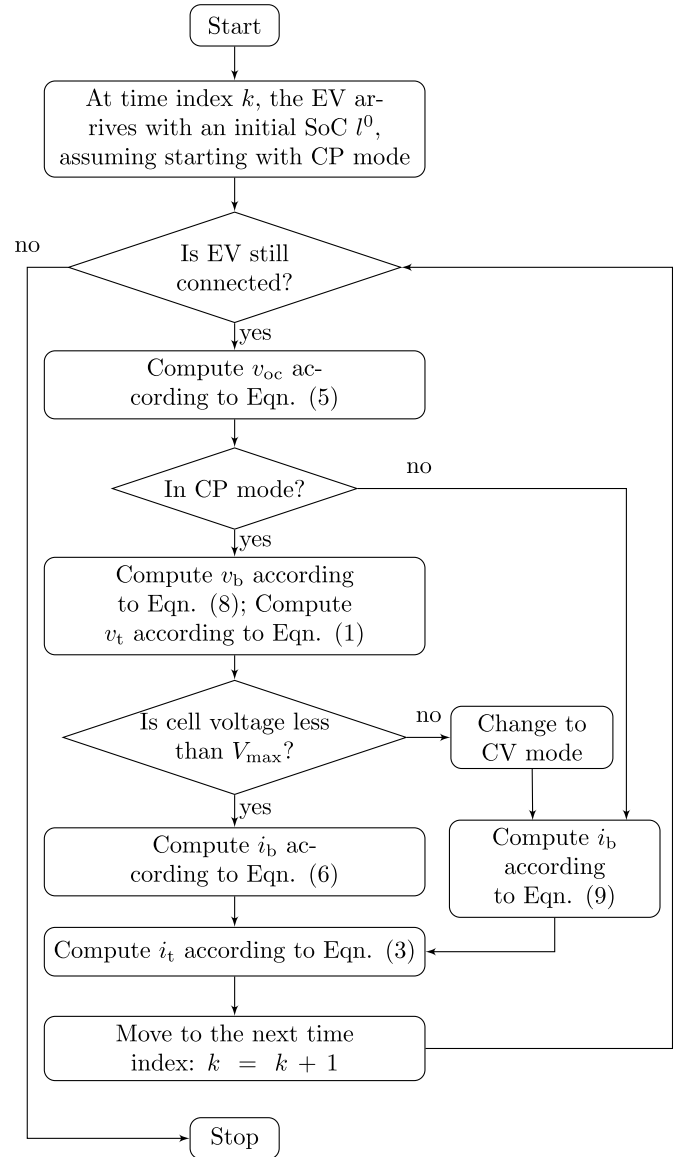 Start
At time index k, the EV ar-
rives with an initial SoC l⁰,
assuming starting with CP mode
no
Is EV still
connected?
yes
Compute v_oc ac-
cording to Eqn. (5)
In CP mode?
no
yes
Compute v_b according
to Eqn. (8); Compute
v_t according to Eqn. (1)
Is cell voltage less
than V_max?
no
Change to
CV mode
yes
Compute i_b ac-
cording to Eqn. (6)
Compute i_b
according
to Eqn. (9)
Compute i_t according to Eqn. (3)
Move to the next time
index: k = k + 1
Stop